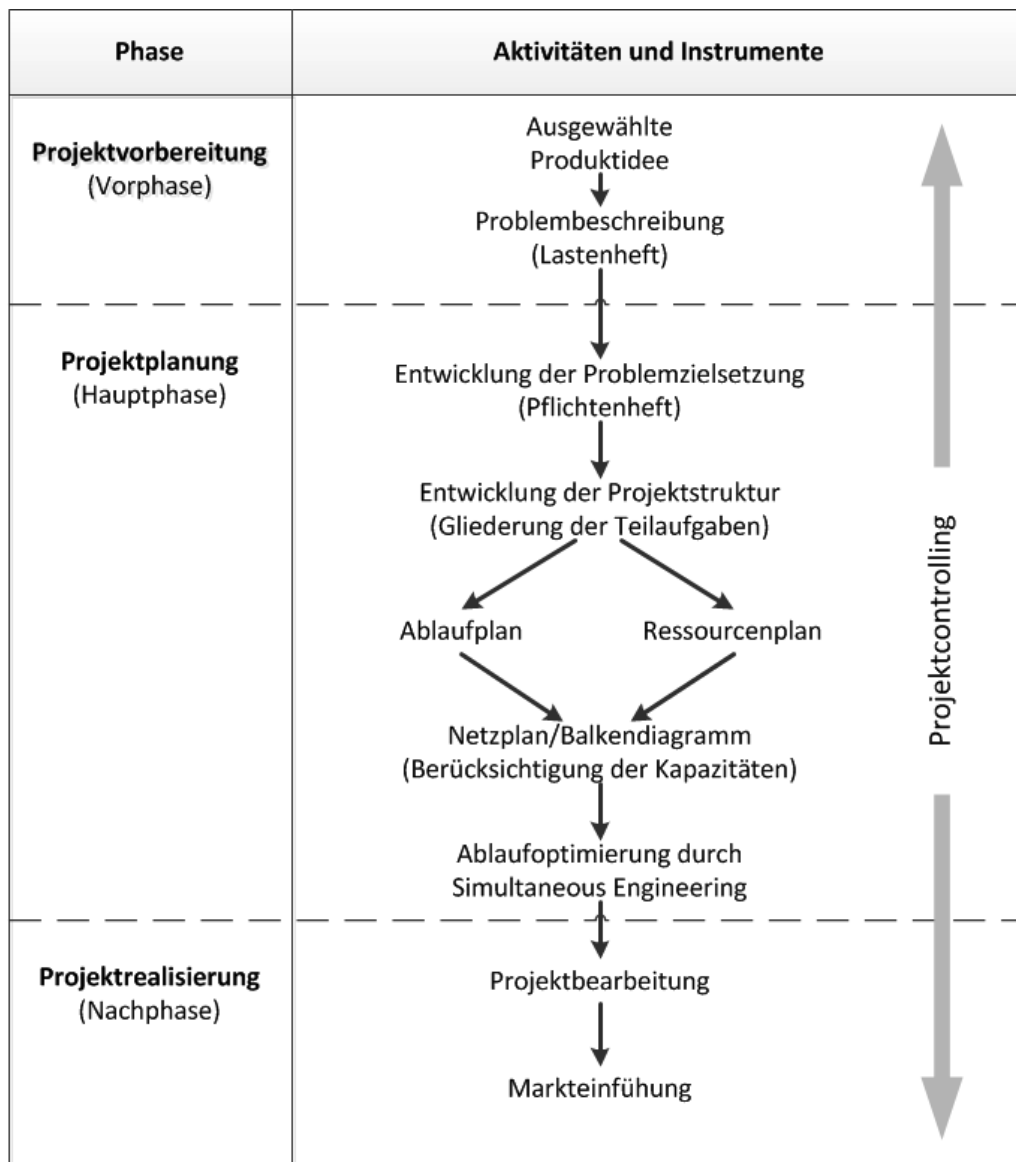 Phase
Aktivitäten und Instrumente
Projektvorbereitung
(Vorphase)
Ausgewählte
Produktidee
Problembeschreibung
(Lastenheft)
Projektplanung
(Hauptphase)
Entwicklung der Problemzielsetzung
(Pflichtenheft)
Entwicklung der Projektstruktur
(Gliederung der Teilaufgaben)
Ablaufplan
Ressourcenplan
Netzplan/Balkendiagramm
(Berücksichtigung der Kapazitäten)
Ablaufoptimierung durch
Simultaneous Engineering
Projektrealisierung
(Nachphase)
Projektbearbeitung
Markteinfühung
Projektcontrolling